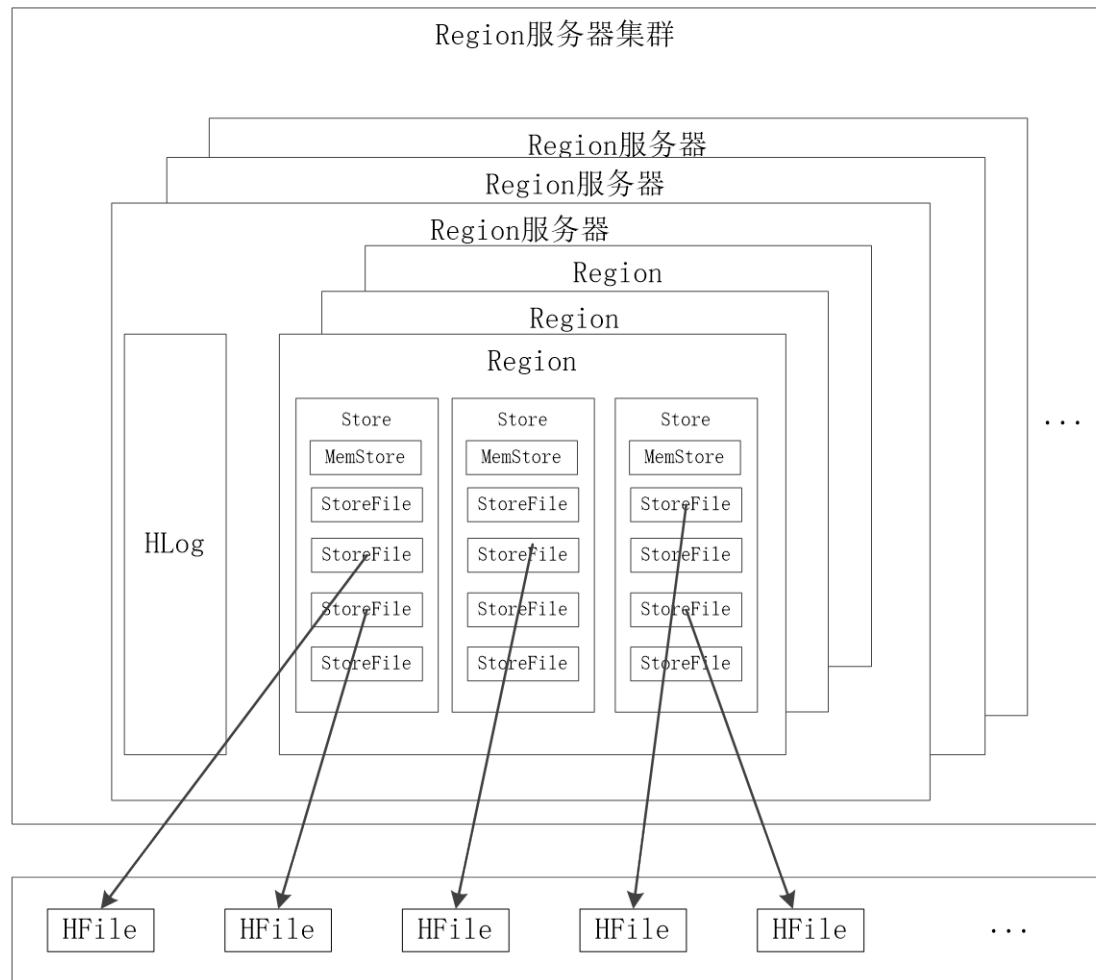 Region服务器集群
Region服务器
Region服务器
Region服务器
Region
Region
Region
Store Store Store
MemStore MemStore MemStore
StoreFile StoreFile StoreFile
StoreFile StoreFile StoreFile
StoreFile StoreFile StoreFile
StoreFile StoreFile StoreFile
HLog
...
HFile HFile HFile HFile HFile ...